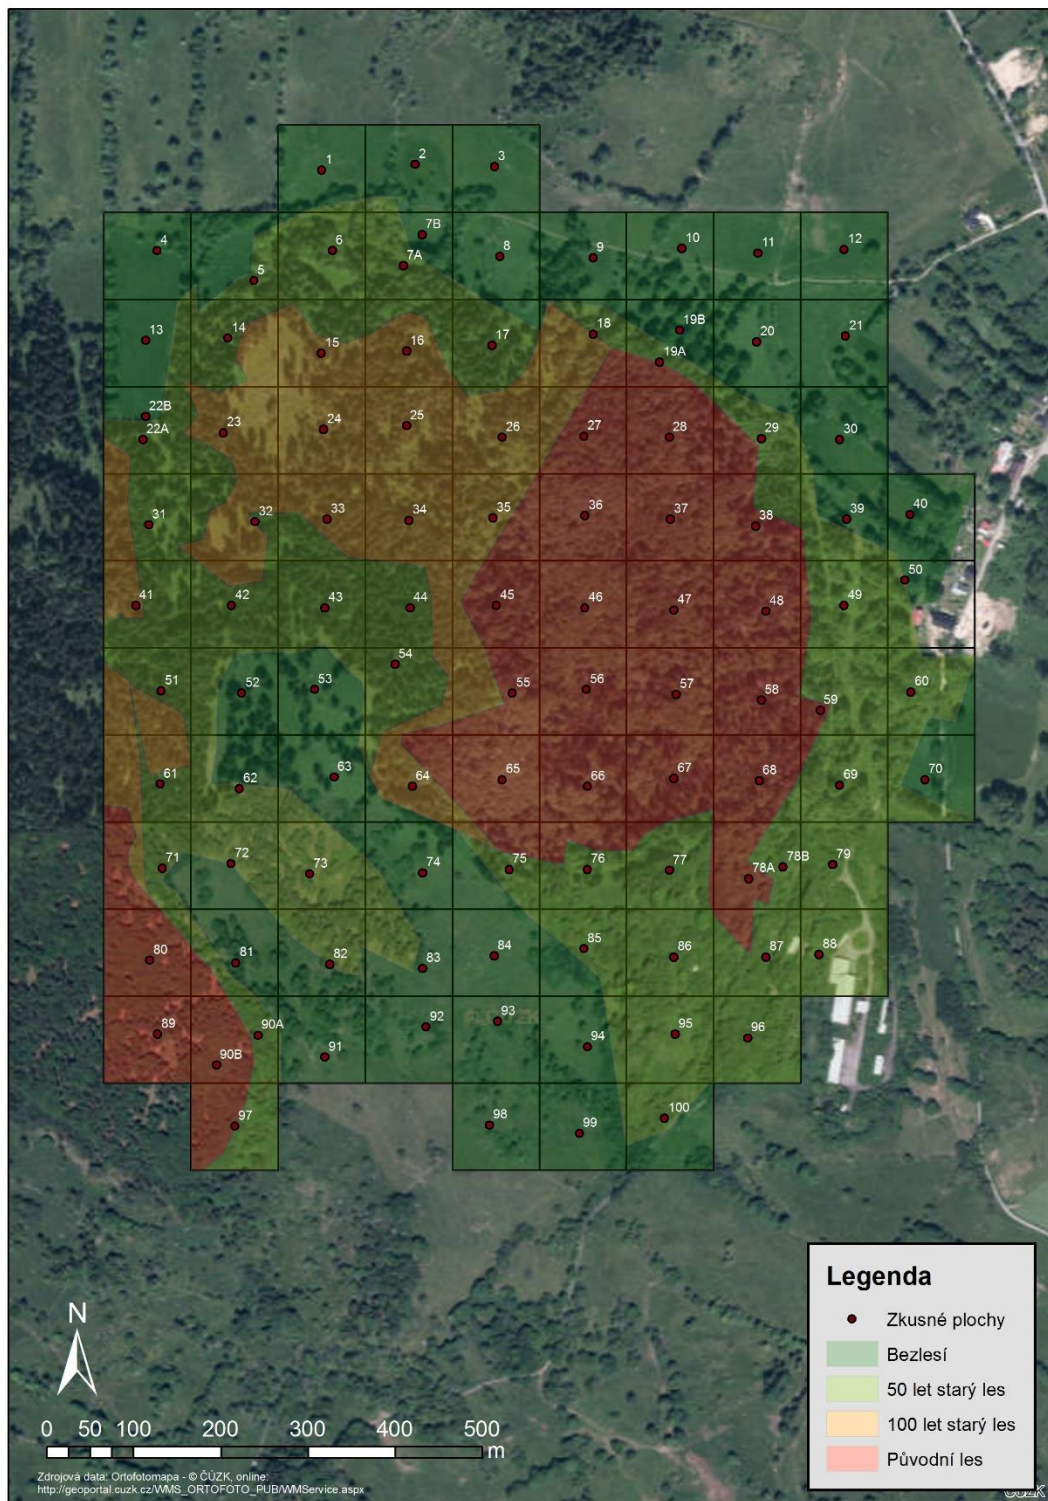 1 2 3
7B
4 5 6 7A 8 9 10 11 12
13 14 15 16 17 18 19B 20 21
19A
22B
22A 23 24 25 26 27 28 29 30
31 32 33 34 35 36 37 38 39 40
41 42 43 44 45 46 47 48 49 50
51 52 53 54 55 56 57 58 59 60
61 62 63 64 65 66 67 68 69 70
71 72 73 74 75 76 77 78A 78B 79
80 81 82 83 84 85 86 87 88
89 90B 90A 91 92 93 94 95 96
97 98 99 100
Legenda
Zkusné plochy
Bezlesí
50 let starý les
100 let starý les
Původní les
N
0 50 100 200 300 400 500
m
Zdrojová data: Ortofotomapa - © ČÚZK, online:
http://geoportal.cuzk.cz/WMS_ORTOFOTO_PUB/WMService.aspx